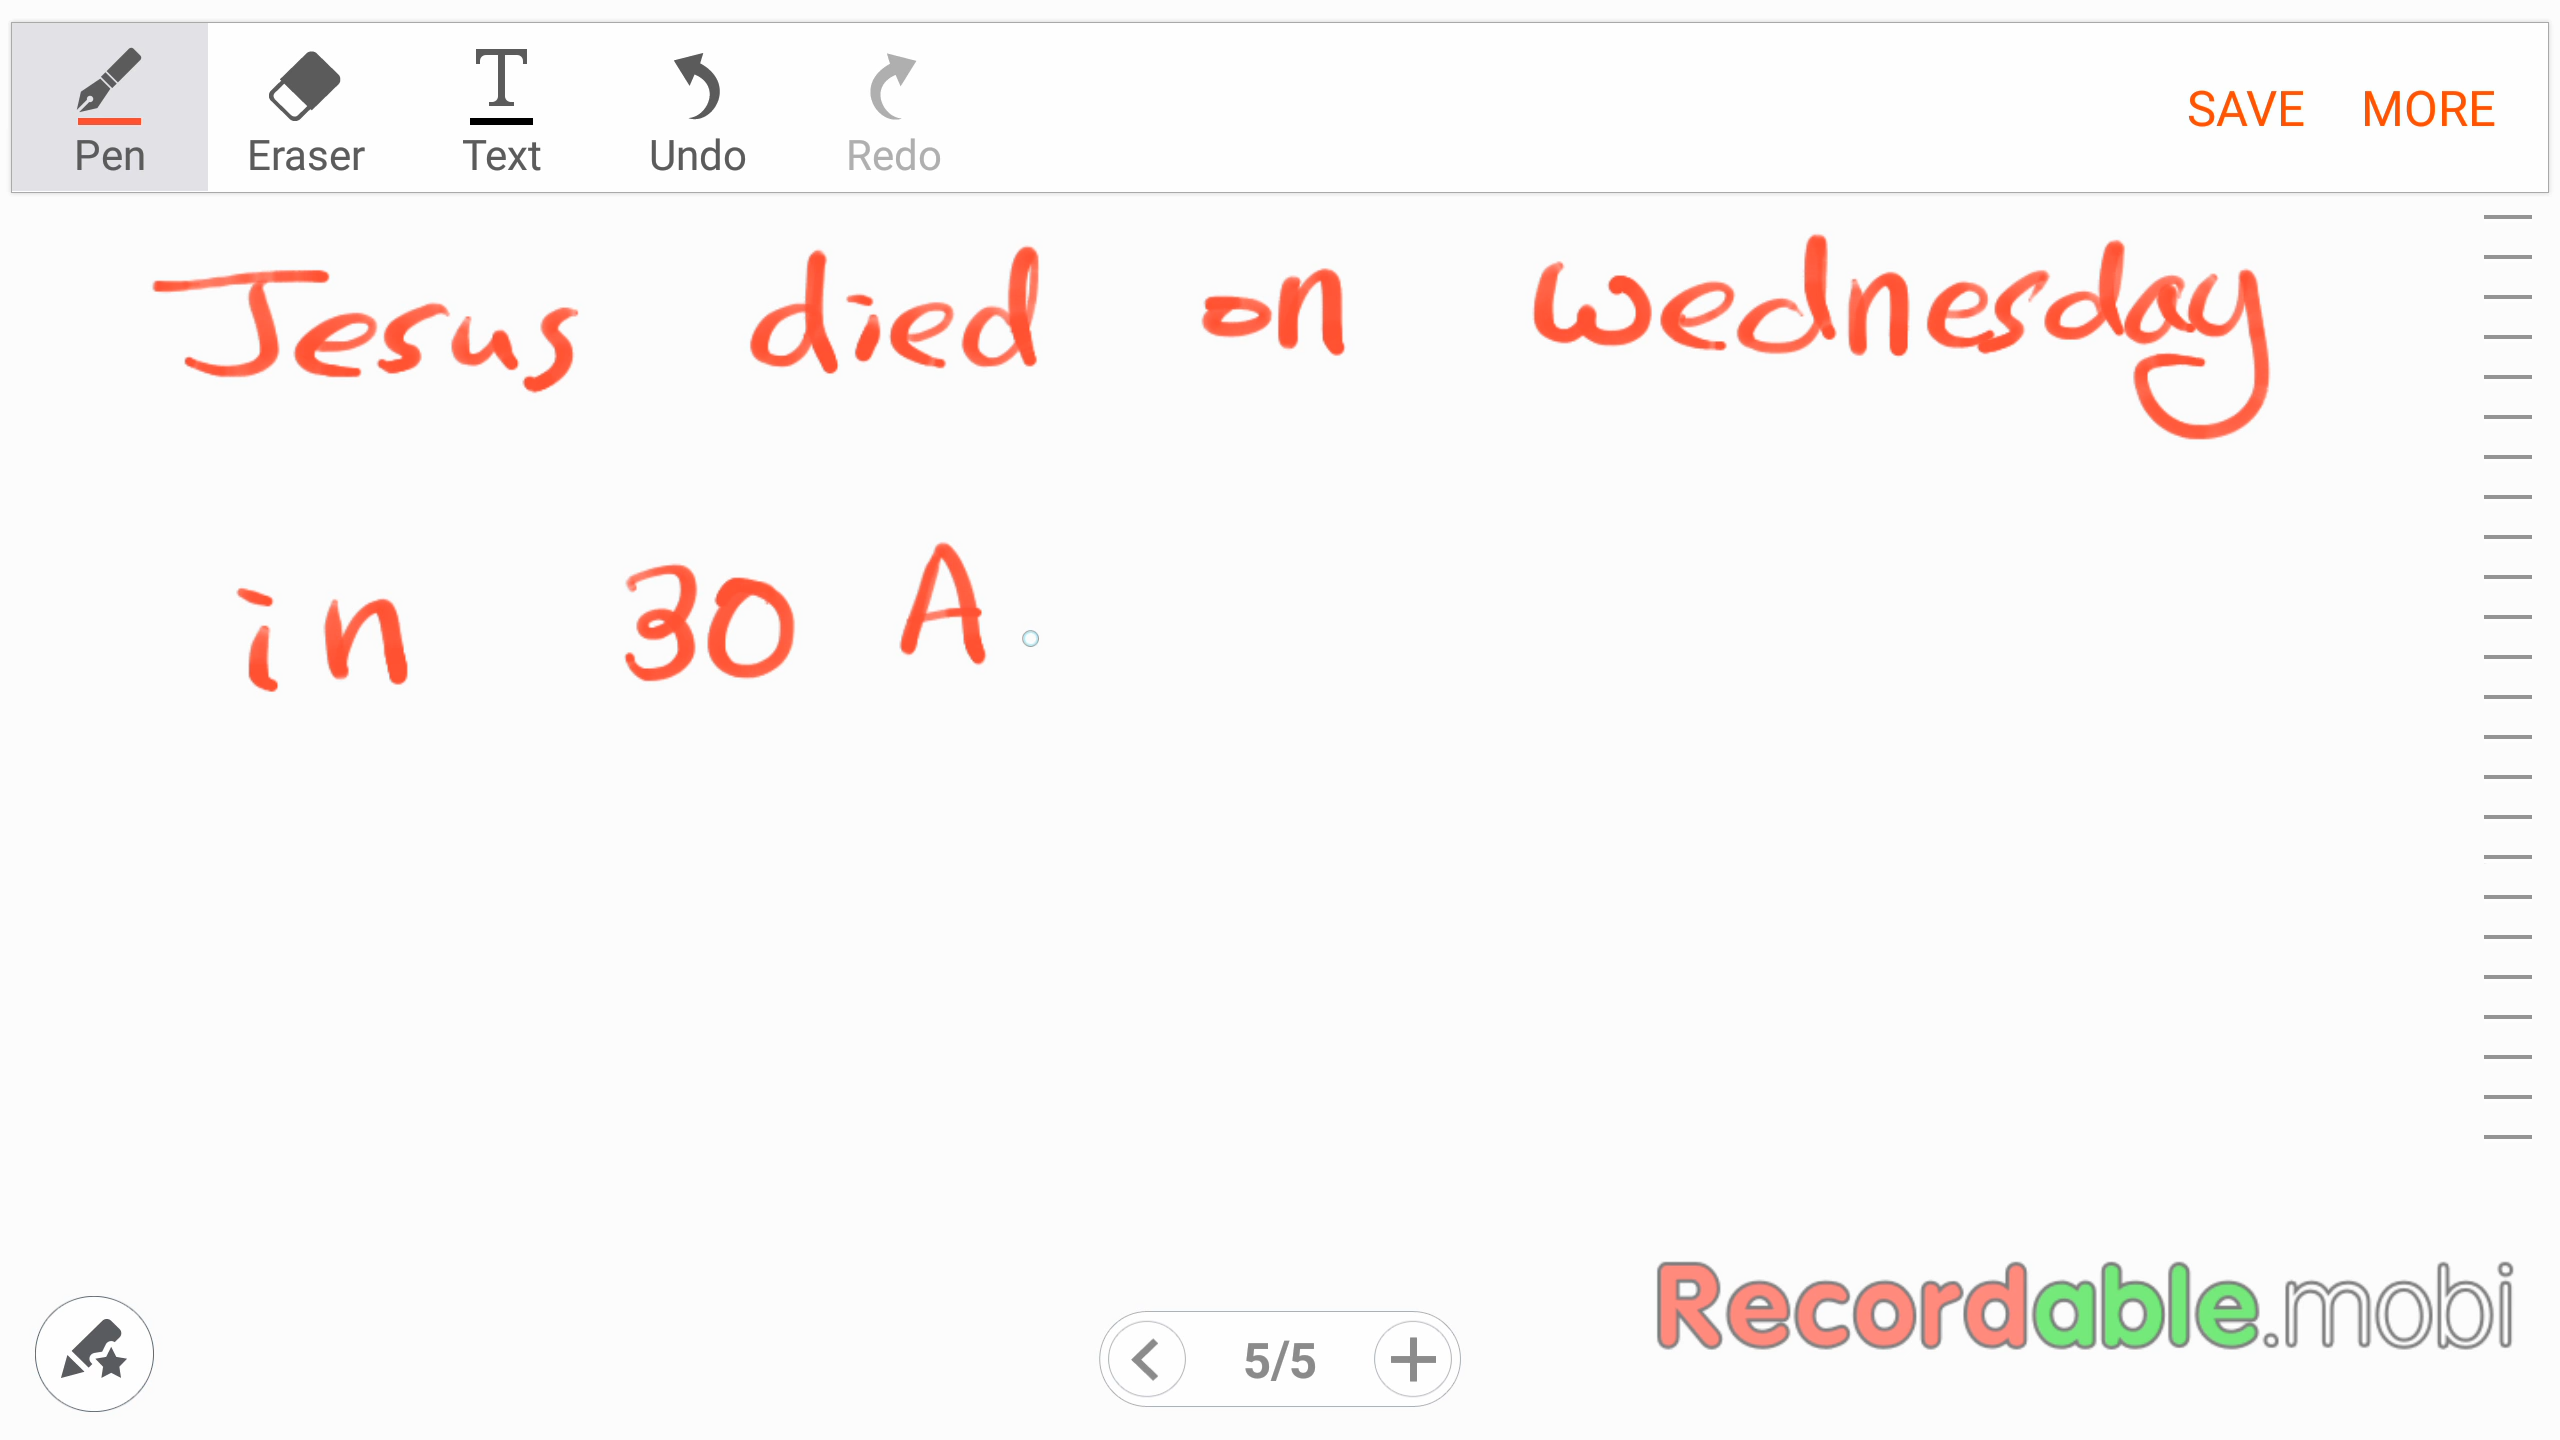 Pen Eraser Text Undo Redo SAVE MORE
Jesus died on wednesday
in 30 A
5/5
Recordable.mobi